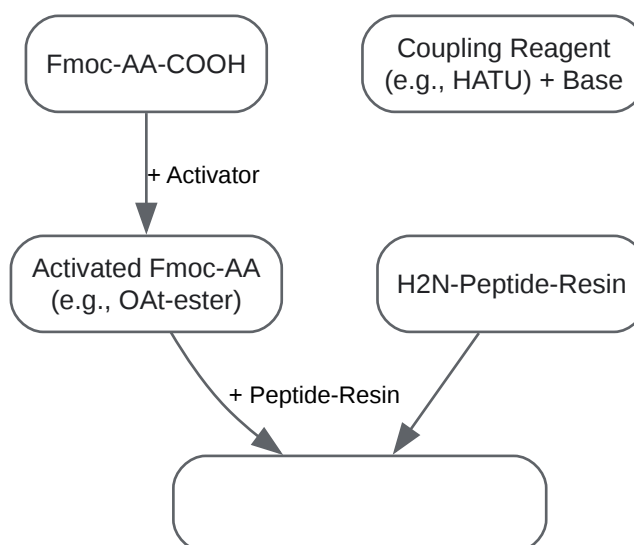 Fmoc-AA-COOH
Coupling Reagent
(e.g., HATU) + Base
+ Activator
Activated Fmoc-AA
(e.g., OAt-ester)
H2N-Peptide-Resin
+ Peptide-Resin